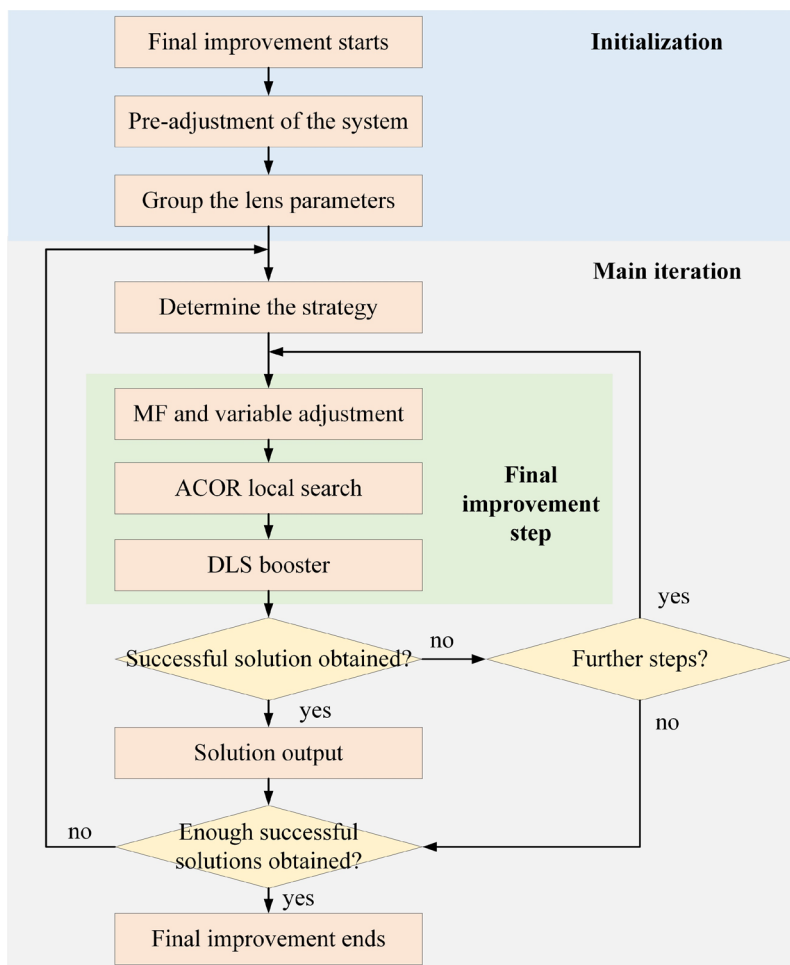 Final improvement starts
Initialization
Pre-adjustment of the system
Group the lens parameters
Main iteration
Determine the strategy
MF and variable adjustment
ACOR local search
Final
improvement
step
DLS booster
yes
Successful solution obtained?
no
Further steps?
yes
no
Solution output
Enough successful
solutions obtained?
no
yes
Final improvement ends